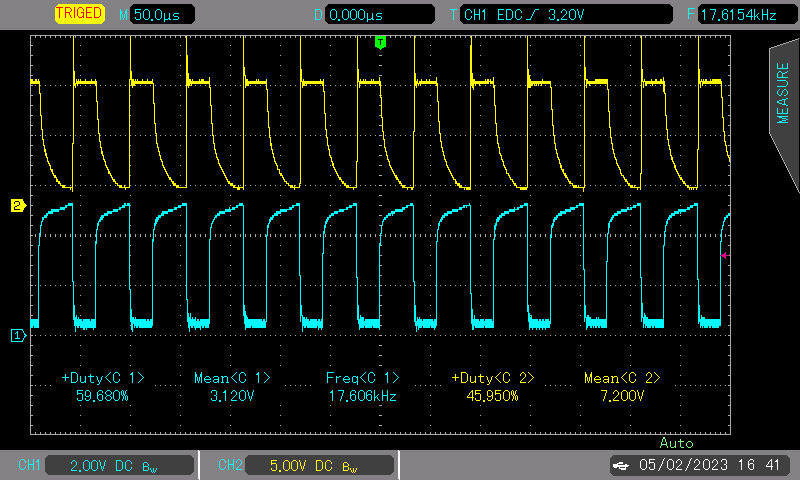 TRIGED M 50.0µs D 0.000µs T CH1 EDC 3.20V F 17.6154kHz
T
MEASURE
2
1
+Duty<C 1> Mean<C 1> Freq<C 1> +Duty<C 2> Mean<C 2>
59.680% 3.120V 17.606kHz 45.950% 7.200V
Auto
CH1 2.00V DC BW CH2 5.00V DC BW 05/02/2023 16 41